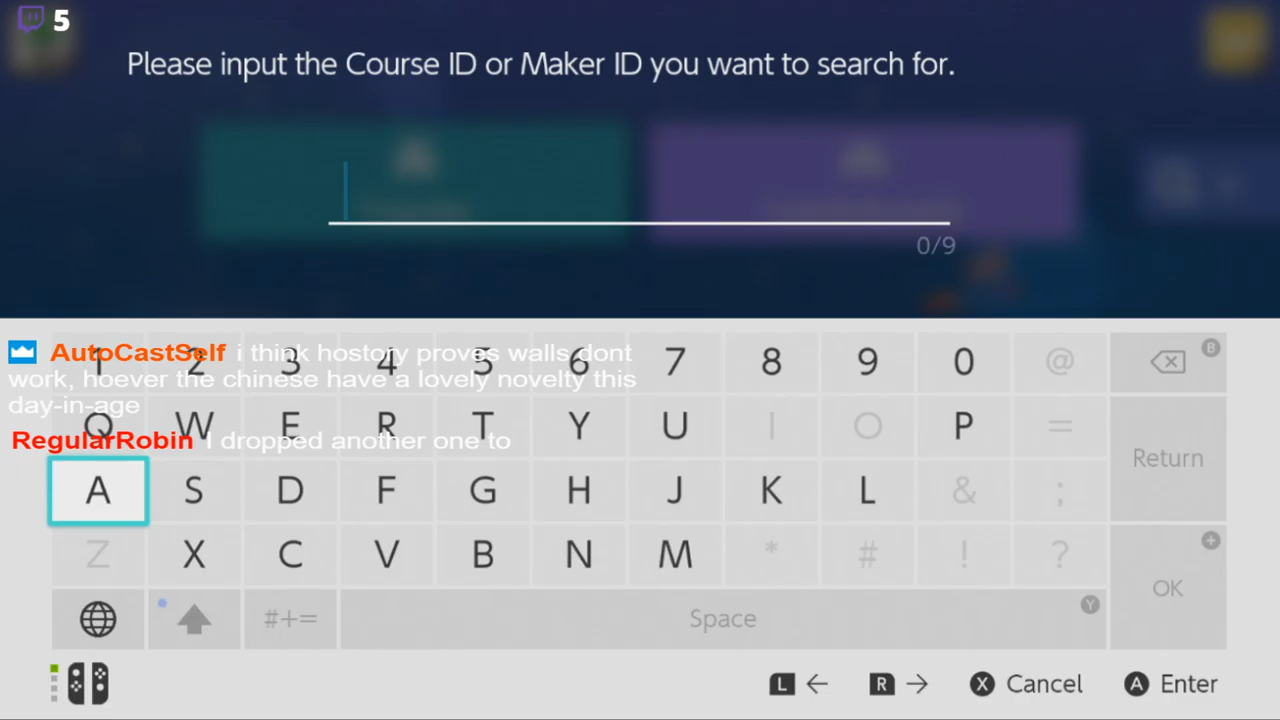 5
Please input the Course ID or Maker ID you want to search for.
0/9
AutoCastSelf i think hostory proves walls dont
work, hoever the chinese have a lovely novelty this
day-in-age
RegularRobin I dropped another one to
1 2 3 4 5 6 7 8 9 0 @ B
Q W E R T Y U I O P =
Return
A S D F G H J K L & ;
Z X C V B N M * # ! ? +
OK
#+= Space Y
L ← R → X Cancel A Enter